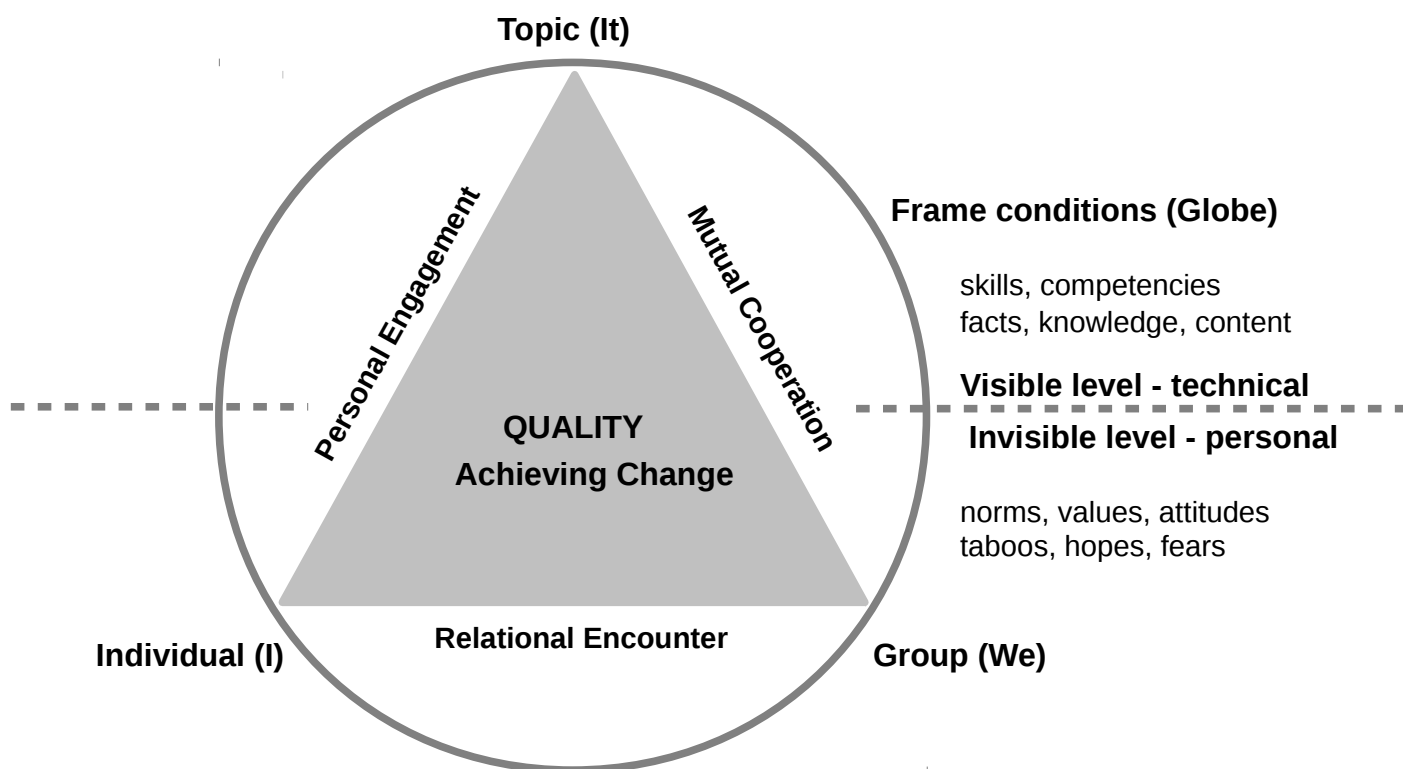 Topic (It)
Personal Engagement
Mutual Cooperation
Frame conditions (Globe)
skills, competencies
facts, knowledge, content
Visible level - technical
Invisible level - personal
QUALITY
Achieving Change
norms, values, attitudes
taboos, hopes, fears
Relational Encounter
Individual (I)
Group (We)